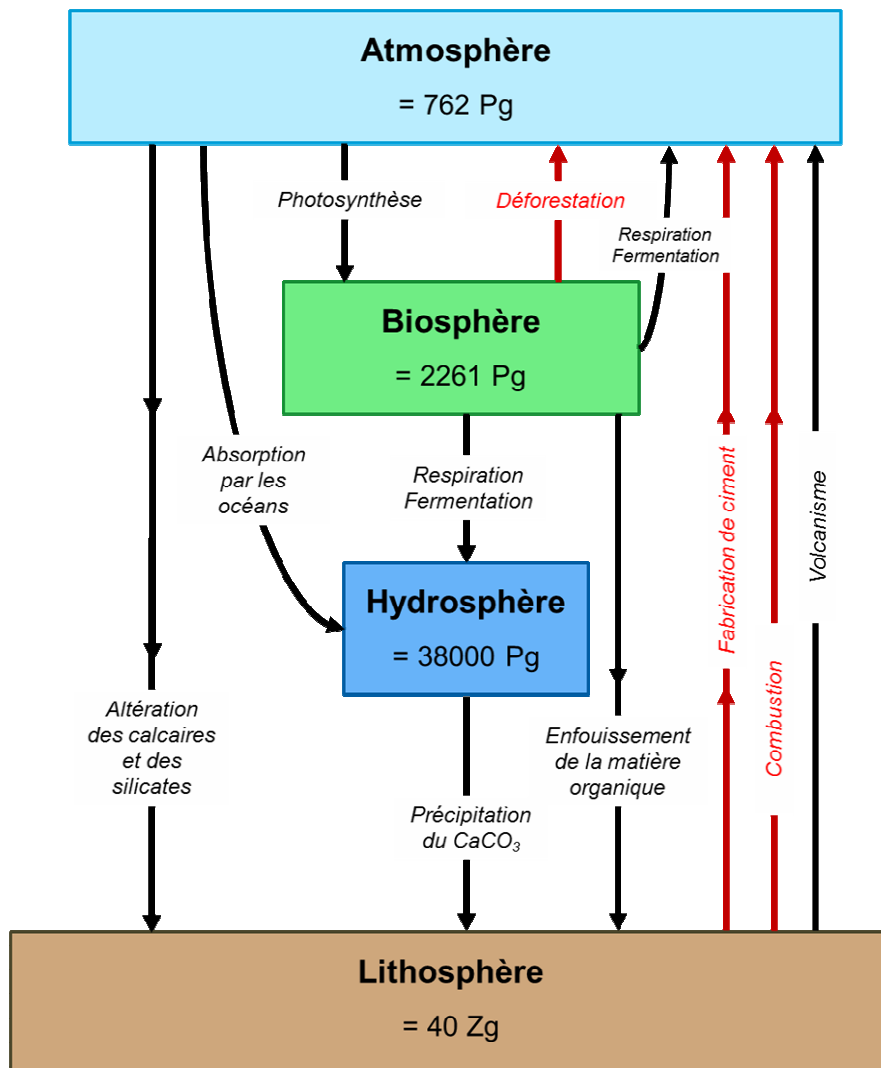 Atmosphère
= 762 Pg
Photosynthèse
Déforestation
Respiration
Fermentation
Biosphère
= 2261 Pg
Absorption
par les
océans
Respiration
Fermentation
Fabrication de ciment
Combustion
Volcanisme
Hydrosphère
= 38000 Pg
Altération
des calcaires
et des
silicates
Enfouissement
de la matière
organique
Précipitation
du CaCO₃
Lithosphère
= 40 Zg